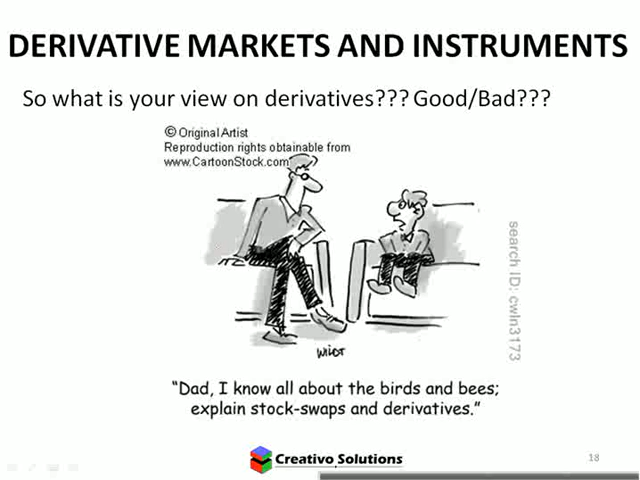 DERIVATIVE MARKETS AND INSTRUMENTS
So what is your view on derivatives??? Good/Bad???
© Original Artist
Reproduction rights obtainable from
www.CartoonStock.com
search ID: cwln3173
WILDT
“Dad, I know all about the birds and bees;
explain stock-swaps and derivatives.”
Creativo Solutions
18